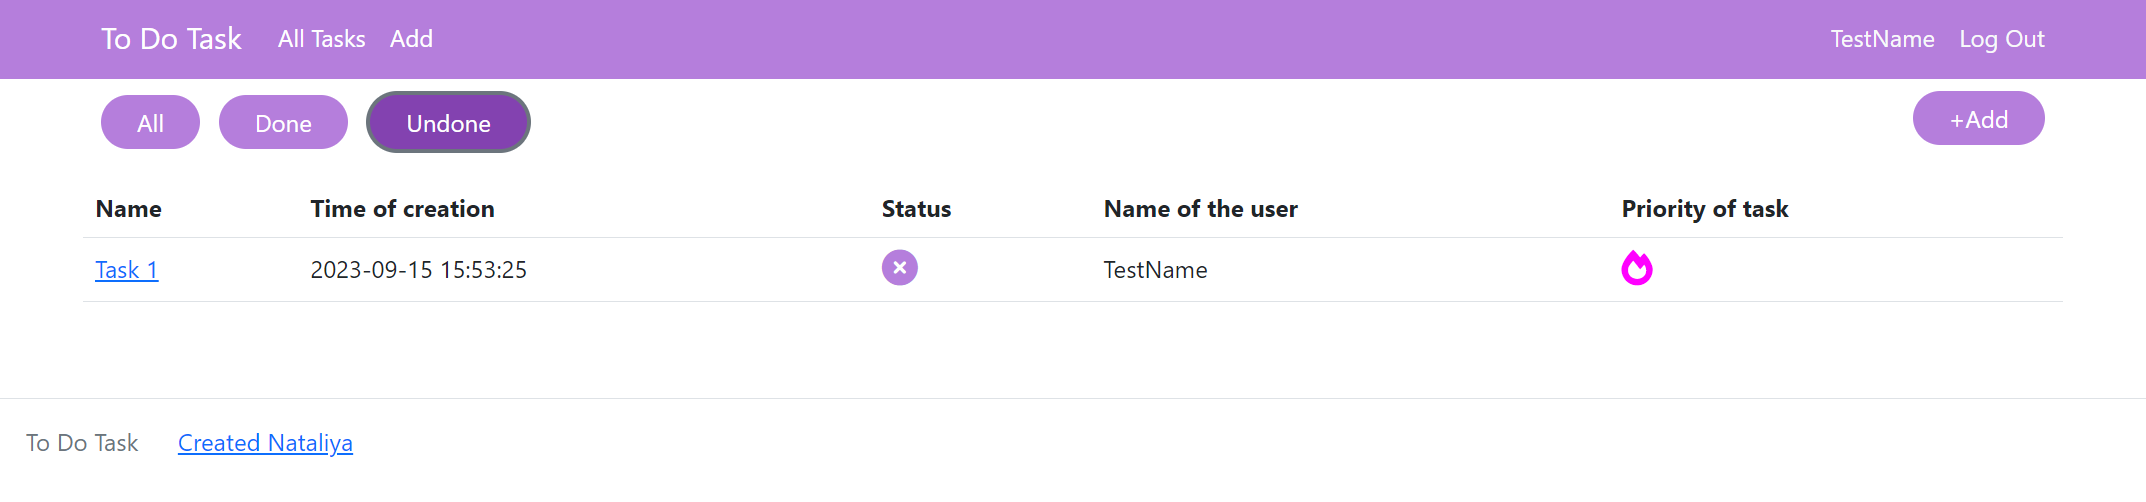 To Do Task All Tasks Add TestName Log Out
All Done Undone +Add
Name Time of creation Status Name of the user Priority of task
Task 1 2023-09-15 15:53:25 TestName
To Do Task Created Nataliya